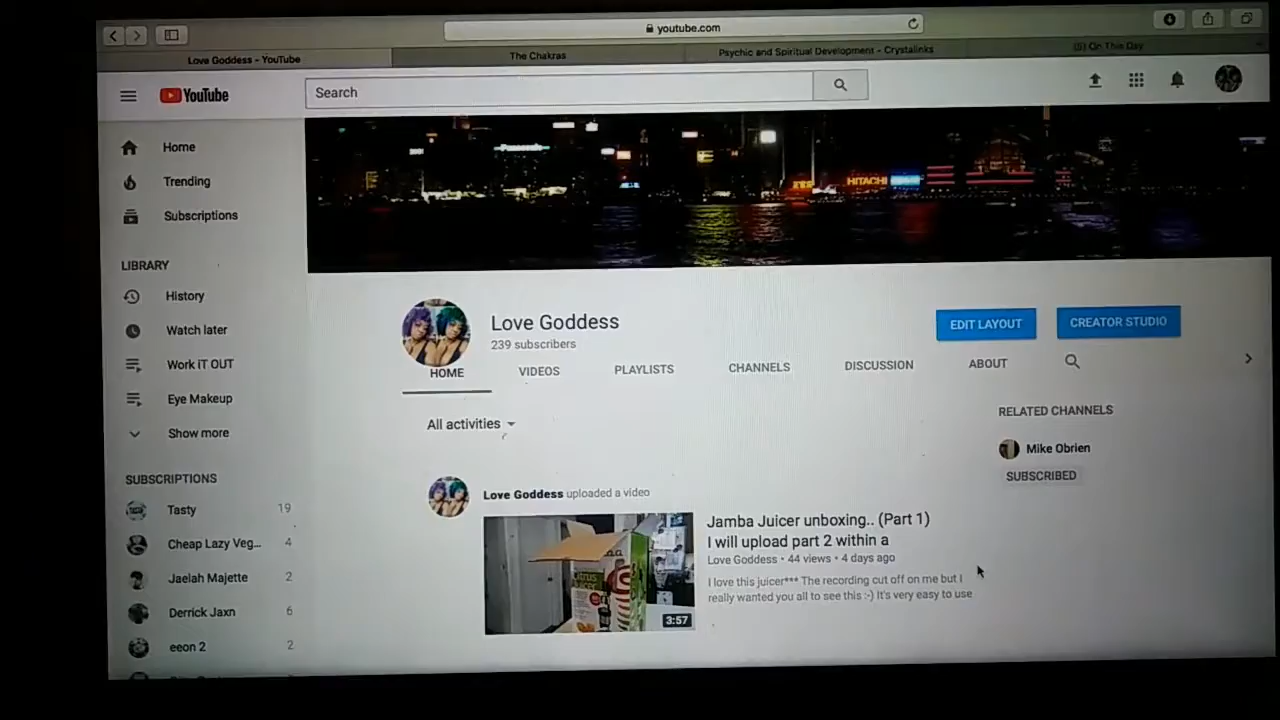 youtube.com
Love Goddess - YouTube
The Chakras
Psychic and Spiritual Development - Crystalinks
(5) On This Day
YouTube
Search
Home
Trending
Subscriptions
LIBRARY
History
Watch later
Work iT OUT
Eye Makeup
Show more
SUBSCRIPTIONS
Tasty 19
Cheap Lazy Veg... 4
Jaelah Majette 2
Derrick Jaxn 6
eeon 2 2
Panasonic
HITACHI
Love Goddess
239 subscribers
EDIT LAYOUT
CREATOR STUDIO
HOME
VIDEOS
PLAYLISTS
CHANNELS
DISCUSSION
ABOUT
All activities
RELATED CHANNELS
Mike Obrien
SUBSCRIBED
Love Goddess uploaded a video
Citrus
Juicer
3:57
Jamba Juicer unboxing.. (Part 1)
I will upload part 2 within a
Love Goddess • 44 views • 4 days ago
I love this juicer*** The recording cut off on me but I
really wanted you all to see this :-) It's very easy to use